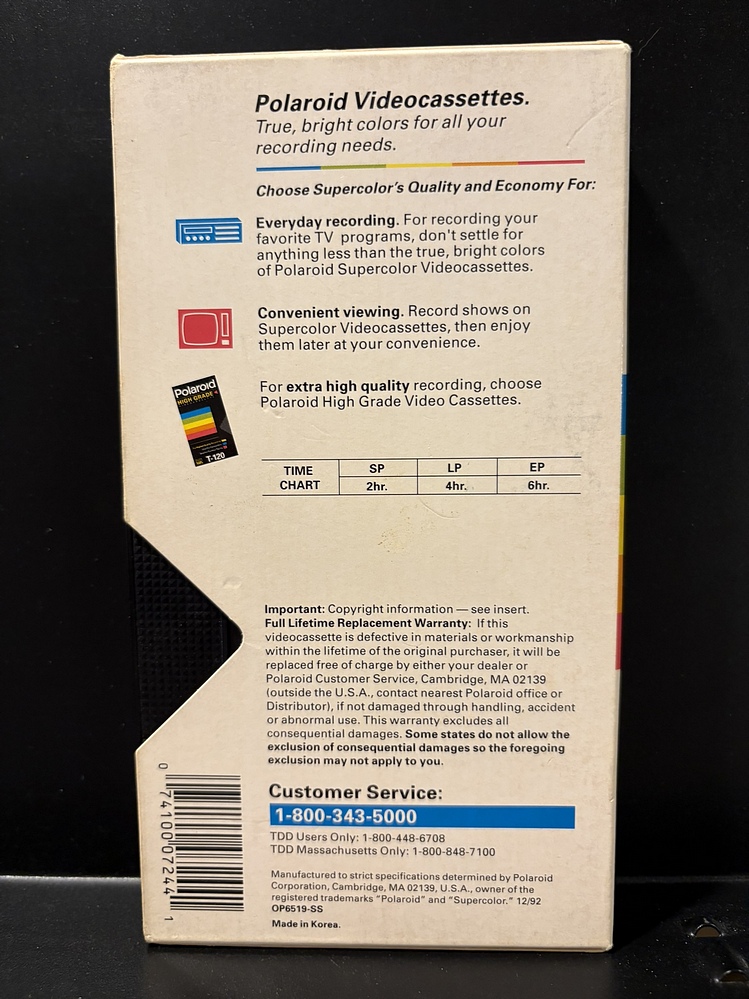 Polaroid Videocassettes.
True, bright colors for all your
recording needs.
Choose Supercolor's Quality and Economy For:
Everyday recording. For recording your
favorite TV programs, don't settle for
anything less than the true, bright colors
of Polaroid Supercolor Videocassettes.
Convenient viewing. Record shows on
Supercolor Videocassettes, then enjoy
them later at your convenience.
Polaroid
HIGH GRADE
T-120
For extra high quality recording, choose
Polaroid High Grade Video Cassettes.
TIME CHART SP LP EP
2hr. 4hr. 6hr.
Important: Copyright information — see insert.
Full Lifetime Replacement Warranty: If this
videocassette is defective in materials or workmanship
within the lifetime of the original purchaser, it will be
replaced free of charge by either your dealer or
Polaroid Customer Service, Cambridge, MA 02139
(outside the U.S.A., contact nearest Polaroid office or
Distributor), if not damaged through handling, accident
or abnormal use. This warranty excludes all
consequential damages. Some states do not allow the
exclusion of consequential damages so the foregoing
exclusion may not apply to you.
Customer Service:
1-800-343-5000
TDD Users Only: 1-800-448-6708
TDD Massachusetts Only: 1-800-848-7100
Manufactured to strict specifications determined by Polaroid
Corporation, Cambridge, MA 02139, U.S.A., owner of the
registered trademarks "Polaroid" and "Supercolor." 12/92
OP6519-SS
Made in Korea.
0 74100 07244 1